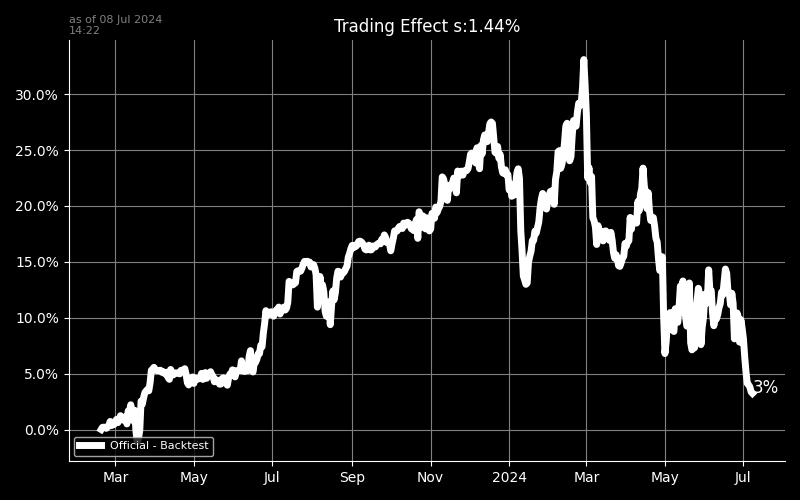 as of 08 Jul 2024
14:22
Trading Effect s:1.44%
30.0%
25.0%
20.0%
15.0%
10.0%
5.0%
0.0%
3%
Official - Backtest
Mar May Jul Sep Nov 2024 Mar May Jul